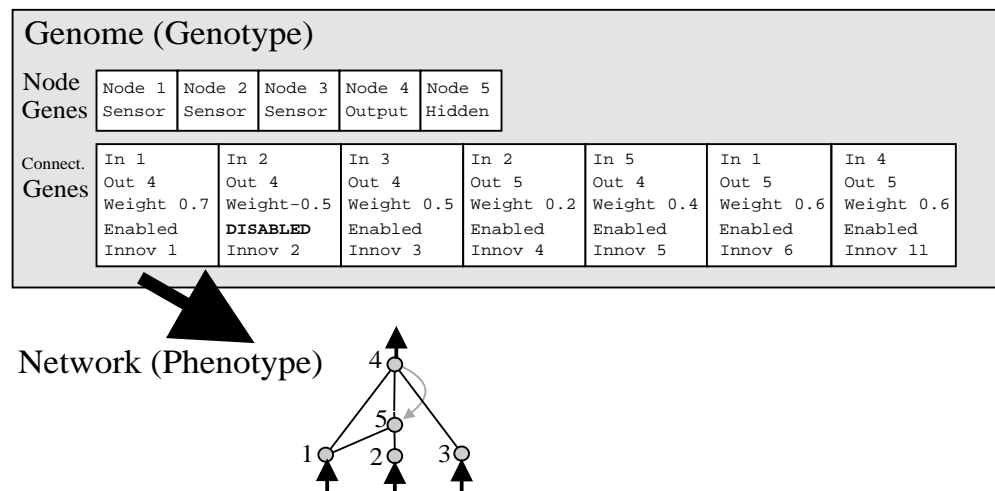 Genome (Genotype)
Node Genes
Node 1 Sensor
Node 2 Sensor
Node 3 Sensor
Node 4 Output
Node 5 Hidden
Connect. Genes
In 1
Out 4
Weight 0.7
Enabled
Innov 1
In 2
Out 4
Weight-0.5
DISABLED
Innov 2
In 3
Out 4
Weight 0.5
Enabled
Innov 3
In 2
Out 5
Weight 0.2
Enabled
Innov 4
In 5
Out 4
Weight 0.4
Enabled
Innov 5
In 1
Out 5
Weight 0.6
Enabled
Innov 6
In 4
Out 5
Weight 0.6
Enabled
Innov 11
Network (Phenotype)
4
5
1 2 3